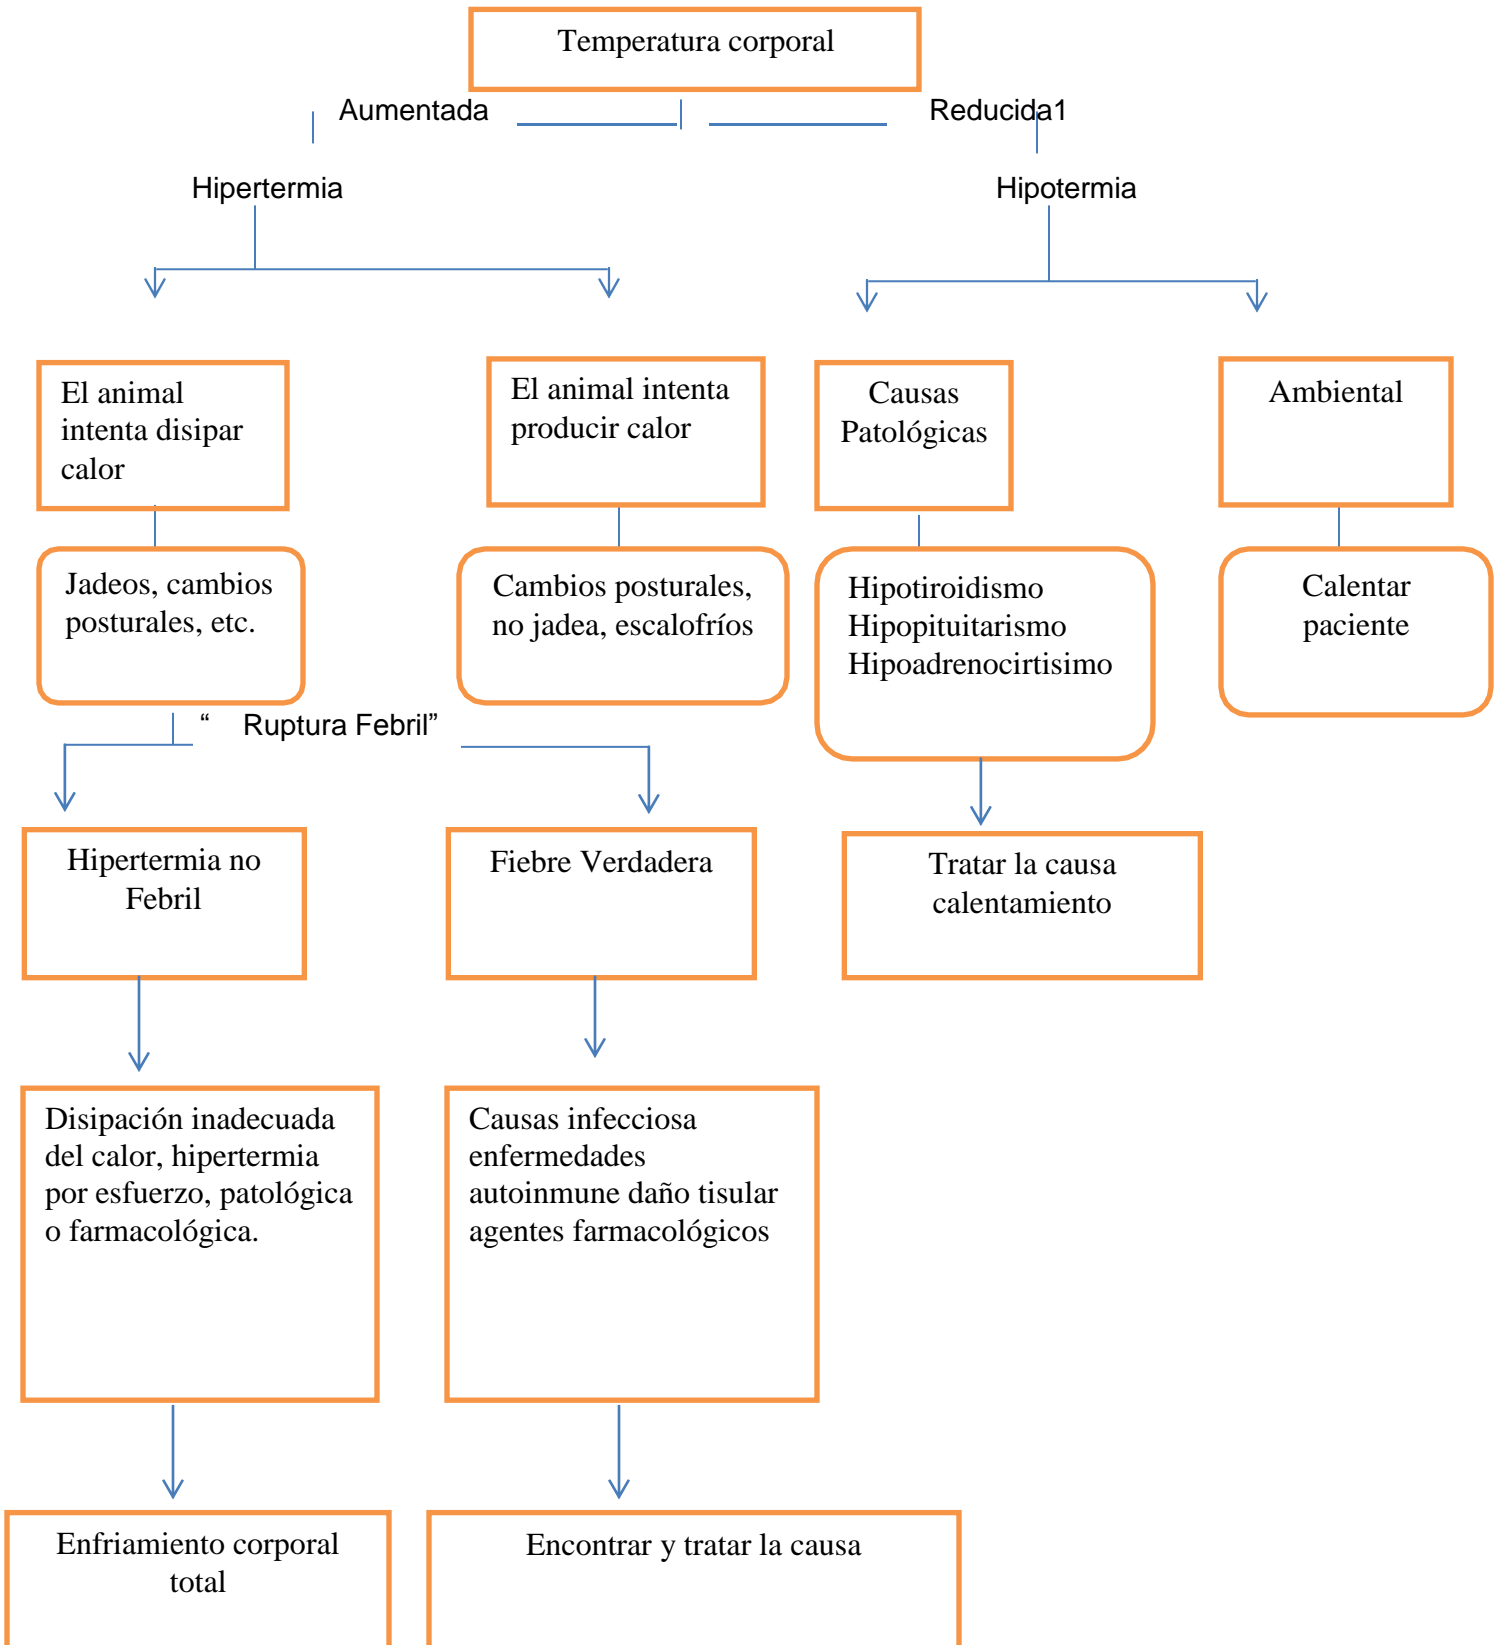 Temperatura corporal
Aumentada
Reducida1
Hipertermia
Hipotermia
El animal
intenta disipar
calor
El animal intenta
producir calor
Causas
Patológicas
Ambiental
Jadeos, cambios
posturales, etc.
Cambios posturales,
no jadea, escalofríos
Hipotiroidismo
Hipopituitarismo
Hipoadrenocirtisimo
Calentar
paciente
“ Ruptura Febril”
Hipertermia no
Febril
Fiebre Verdadera
Tratar la causa
calentamiento
Disipación inadecuada
del calor, hipertermia
por esfuerzo, patológica
o farmacológica.
Causas infecciosa
enfermedades
autoinmune daño tisular
agentes farmacológicos
Enfriamiento corporal
total
Encontrar y tratar la causa